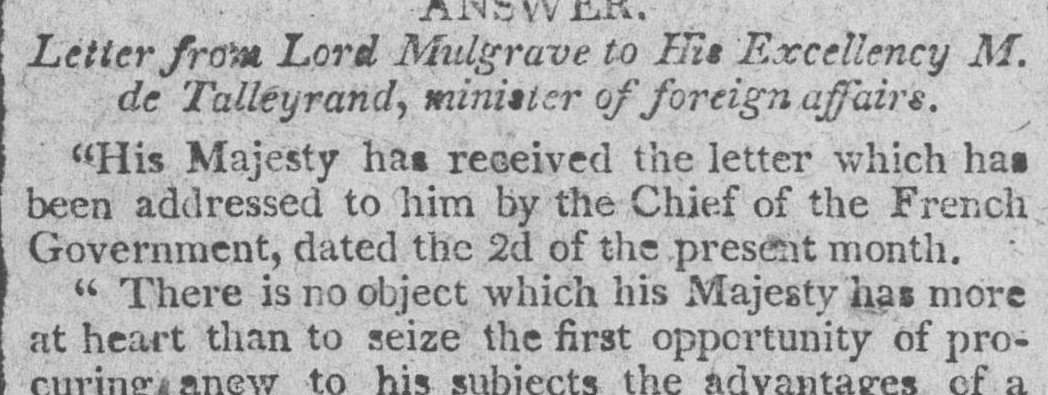 ANSWER.
Letter from Lord Mulgrave to His Excellency M.
de Talleyrand, minister of foreign affairs.
"His Majesty has received the letter which has
been addressed to him by the Chief of the French
Government, dated the 2d of the present month.
" There is no object which his Majesty has more
at heart than to seize the first opportunity of pro-
curing anew to his subjects the advantages of a